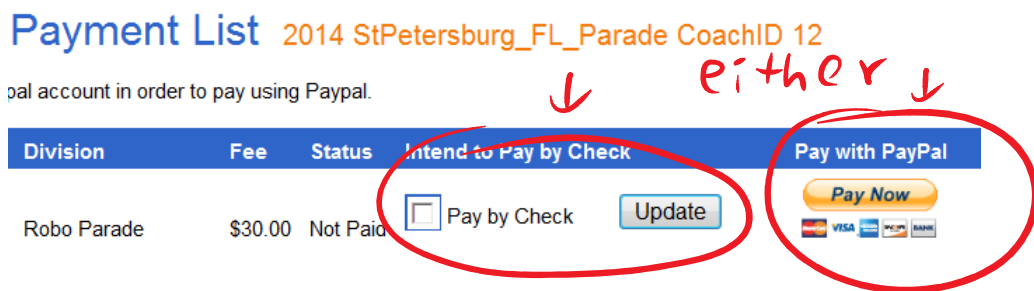 Payment List 2014 StPetersburg_FL_Parade CoachID 12
either
pal account in order to pay using Paypal.
Division Fee Status Intend to Pay by Check Pay with PayPal
Pay Now
Pay by Check Update
VISA BANK
Robo Parade $30.00 Not Paid